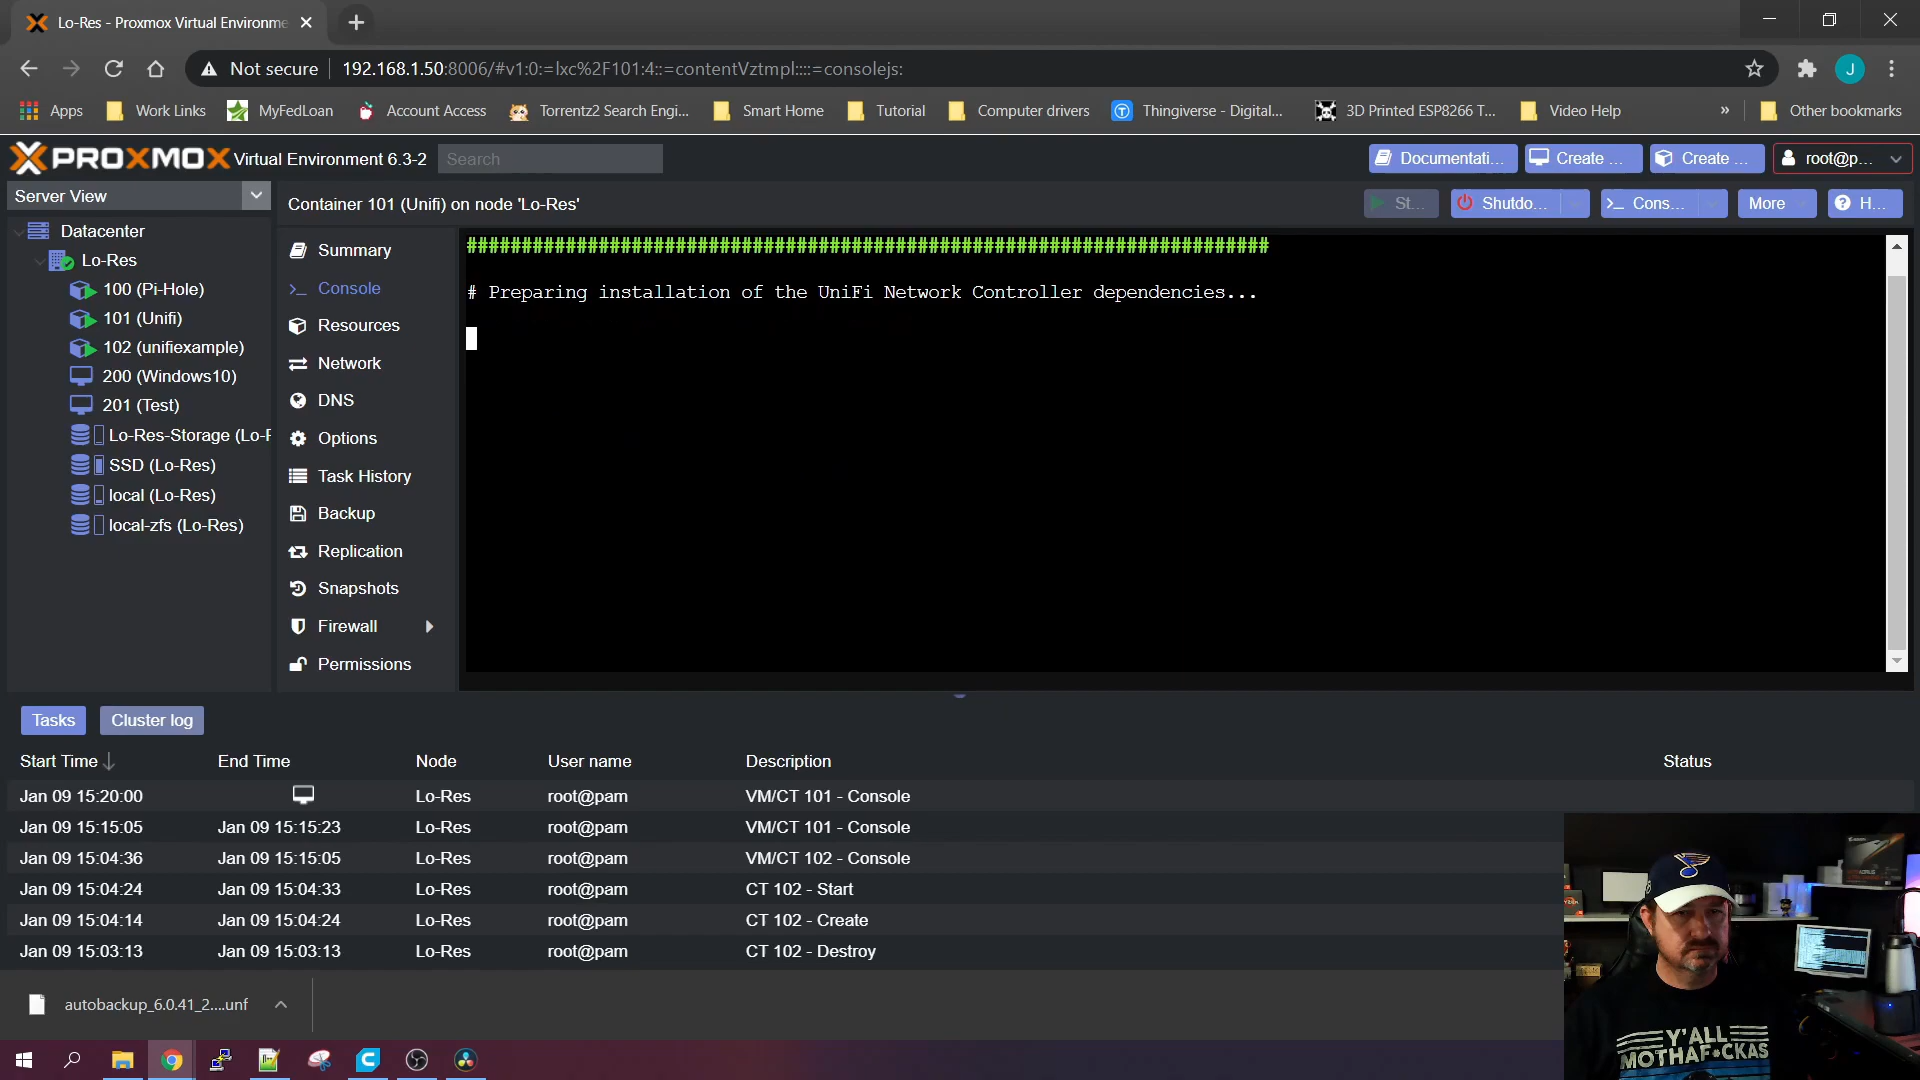 Lo-Res - Proxmox Virtual Environme
Not secure
192.168.1.50:8006/#v1:0:=lxc%2F101:4::=contentVztmpl::::=consolejs:
J
Apps
Work Links
MyFedLoan
Account Access
Torrentz2 Search Engi...
Smart Home
Tutorial
Computer drivers
Thingiverse - Digital...
3D Printed ESP8266 T...
Video Help
»
Other bookmarks
PROXMOX Virtual Environment 6.3-2
Search
Documentati...
Create ...
Create ...
root@p...
Server View
Container 101 (Unifi) on node 'Lo-Res'
St...
Shutdo...
Cons...
More
H...
Datacenter
Lo-Res
100 (Pi-Hole)
101 (Unifi)
102 (unifiexample)
200 (Windows10)
201 (Test)
Lo-Res-Storage (Lo-R
SSD (Lo-Res)
local (Lo-Res)
local-zfs (Lo-Res)
Summary
Console
Resources
Network
DNS
Options
Task History
Backup
Replication
Snapshots
Firewall
Permissions
#########################################################################
# Preparing installation of the UniFi Network Controller dependencies...
Tasks
Cluster log
Start Time End Time Node User name Description Status
Jan 09 15:20:00 Lo-Res root@pam VM/CT 101 - Console
Jan 09 15:15:05 Jan 09 15:15:23 Lo-Res root@pam VM/CT 101 - Console
Jan 09 15:04:36 Jan 09 15:15:05 Lo-Res root@pam VM/CT 102 - Console
Jan 09 15:04:24 Jan 09 15:04:33 Lo-Res root@pam CT 102 - Start
Jan 09 15:04:14 Jan 09 15:04:24 Lo-Res root@pam CT 102 - Create
Jan 09 15:03:13 Jan 09 15:03:13 Lo-Res root@pam CT 102 - Destroy
autobackup_6.0.41_2....unf
Y'ALL
MOTHAF*CKAS